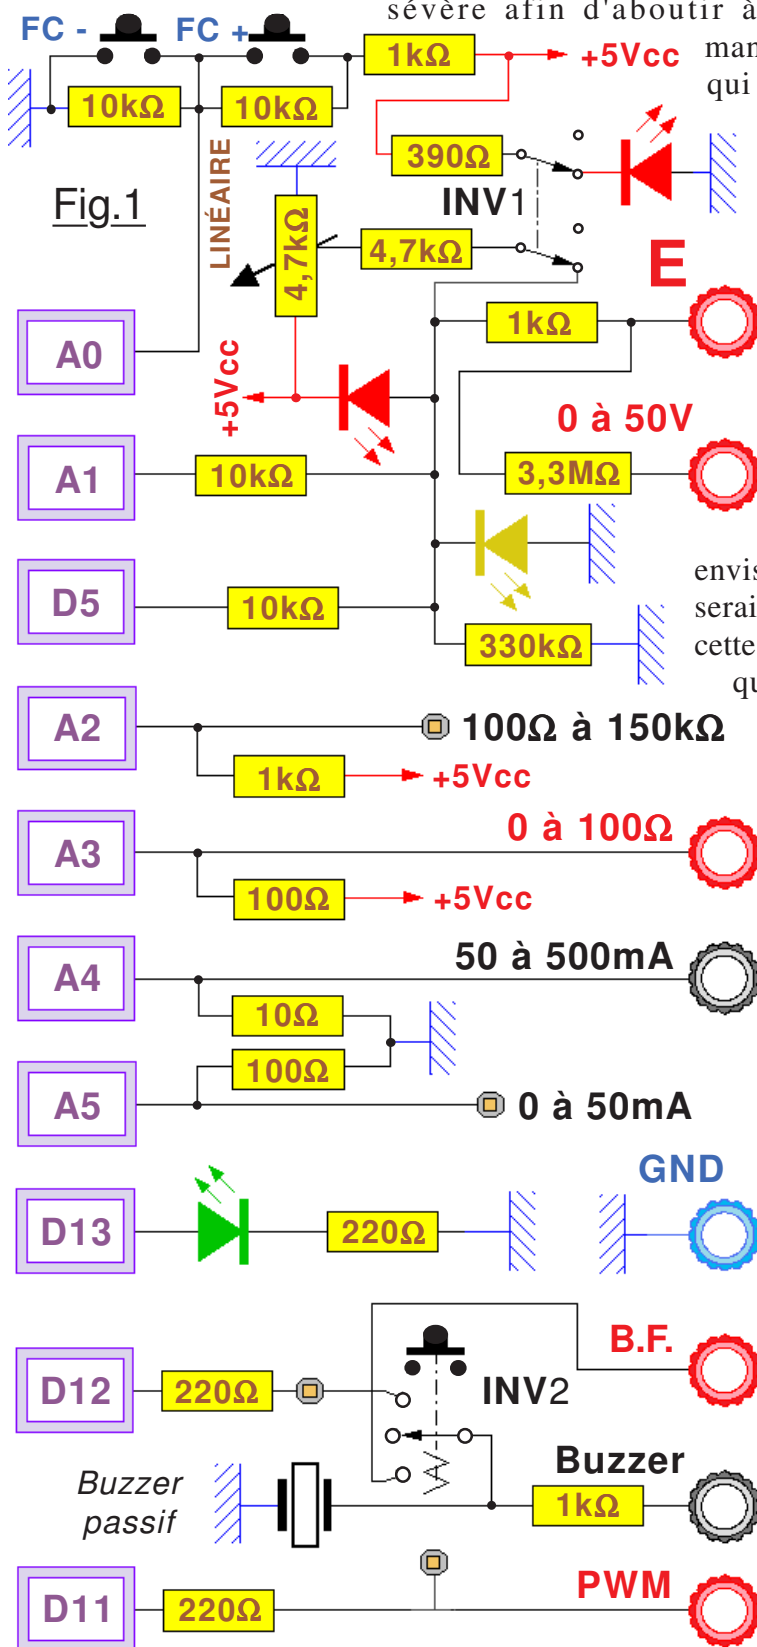 sévère afin d'aboutir à
FC - FC +
1kΩ +5Vcc man
qui
10kΩ 10kΩ
390Ω
LINÉAIRE
Fig.1
INV1
4,7kΩ 4,7kΩ
E
A0
1kΩ
+5Vcc
0 à 50V
A1 10kΩ 3,3MΩ
envis
D5 10kΩ serai
330kΩ cette
qu
A2 100Ω à 150kΩ
1kΩ +5Vcc
0 à 100Ω
A3
100Ω +5Vcc
50 à 500mA
A4
10Ω
100Ω
A5 0 à 50mA
GND
D13 220Ω
B.F.
D12 220Ω INV2
Buzzer
Buzzer
passif
1kΩ
PWM
D11 220Ω